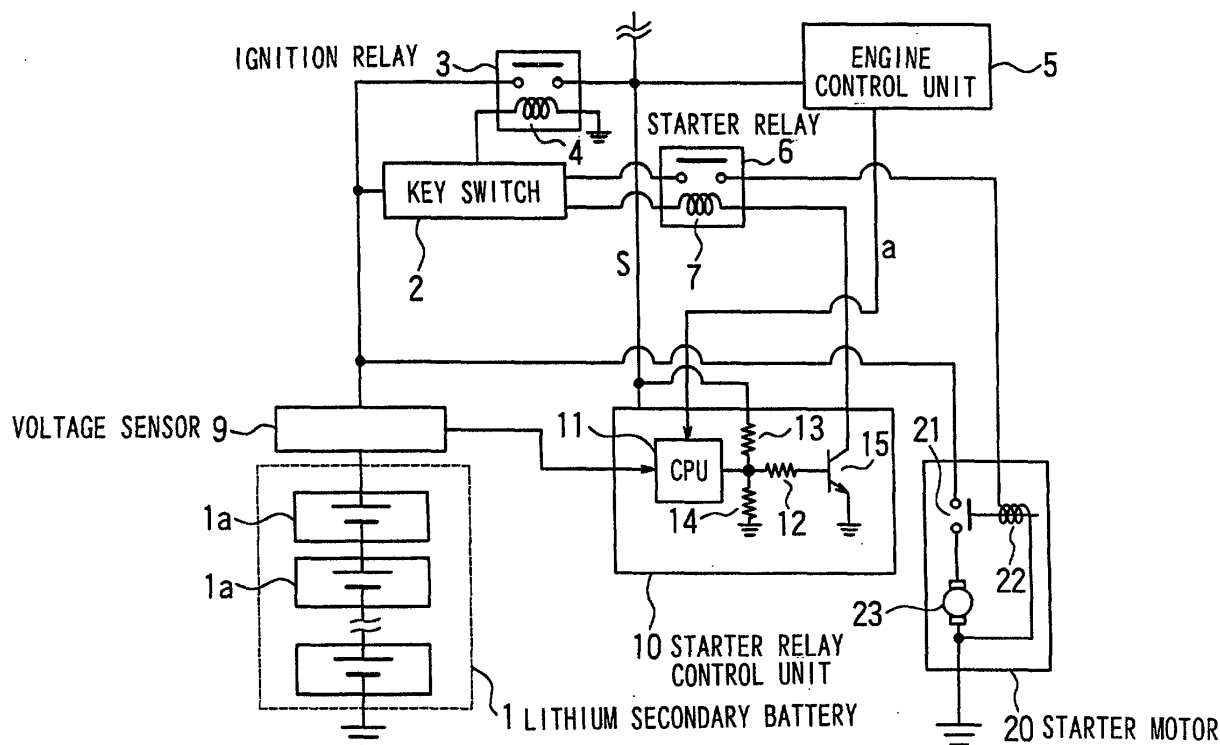 IGNITION RELAY
3
4
ENGINE
CONTROL UNIT
5
STARTER RELAY
6
7
KEY SWITCH
2
S
a
VOLTAGE SENSOR 9
11
CPU
13
14
12
15
21
22
23
1a
1a
10 STARTER RELAY
CONTROL UNIT
1 LITHIUM SECONDARY BATTERY
20 STARTER MOTOR